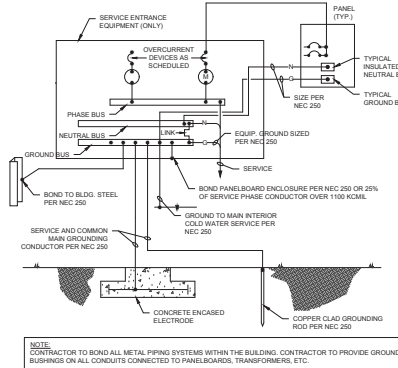 SERVICE ENTRANCE
EQUIPMENT (ONLY)
PANEL
(TYP.)
OVERCURRENT
DEVICES AS
SCHEDULED
M
N
G
TYPICAL
INSULATED
NEUTRAL
TYPICAL
GROUND
SIZE PER
NEC 250
PHASE BUS
NEUTRAL BUS
LINK
N
GROUND BUS
G
EQUIP. GROUND SIZED
PER NEC 250
SERVICE
BOND TO BLDG. STEEL
PER NEC 250
BOND PANELBOARD ENCLOSURE PER NEC 250 OR 25%
OF SERVICE PHASE CONDUCTOR OVER 1100 KCMIL
GROUND TO MAIN INTERIOR
COLD WATER SERVICE PER
NEC 250
SERVICE AND COMMON
MAIN GROUNDING
CONDUCTOR PER NEC 250
CONCRETE ENCASED
ELECTRODE
COPPER CLAD GROUNDING
ROD PER NEC 250
NOTE:
CONTRACTOR TO BOND ALL METAL PIPING SYSTEMS WITHIN THE BUILDING. CONTRACTOR TO PROVIDE GROUND
BUSHINGS ON ALL CONDUITS CONNECTED TO PANELBOARDS, TRANSFORMERS, ETC.